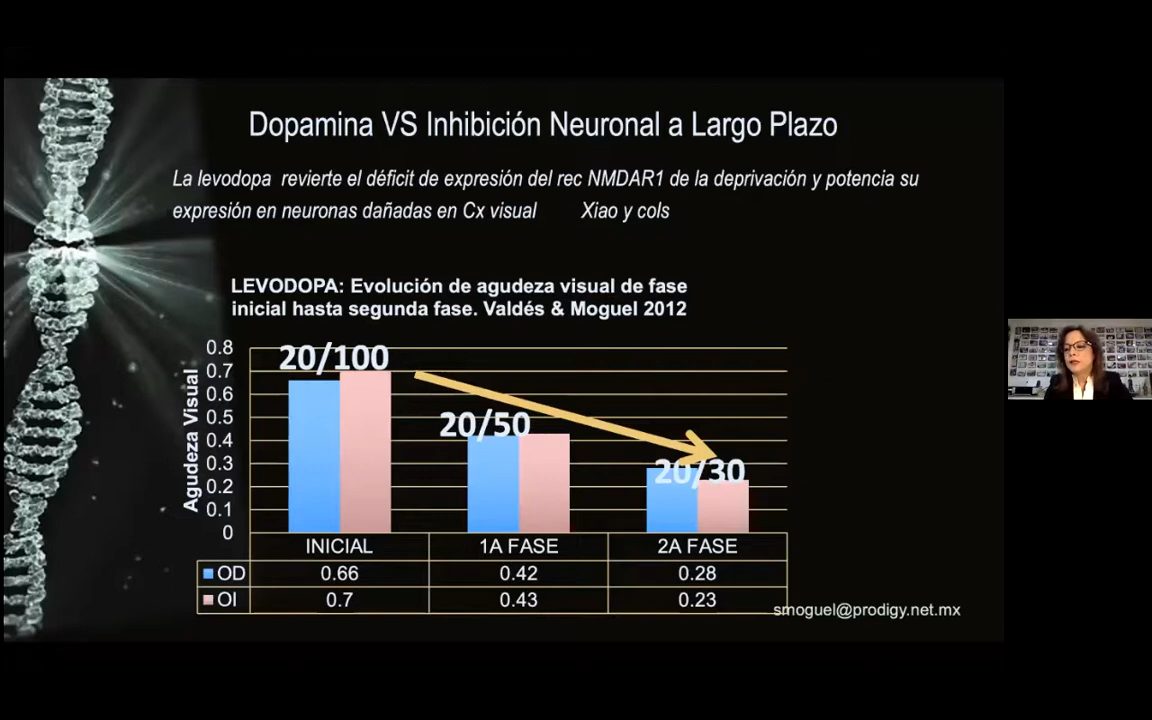 Dopamina VS Inhibición Neuronal a Largo Plazo
La levodopa revierte el déficit de expresión del rec NMDAR1 de la deprivación y potencia su
expresión en neuronas dañadas en Cx visual Xiao y cols
LEVODOPA: Evolución de agudeza visual de fase
inicial hasta segunda fase. Valdés & Moguel 2012
Agudeza Visual
0.8
0.7
0.6
0.5
0.4
0.3
0.2
0.1
0
20/100
20/50
20/30
INICIAL 1A FASE 2A FASE
OD 0.66 0.42 0.28
OI 0.7 0.43 0.23
smoguel@prodigy.net.mx